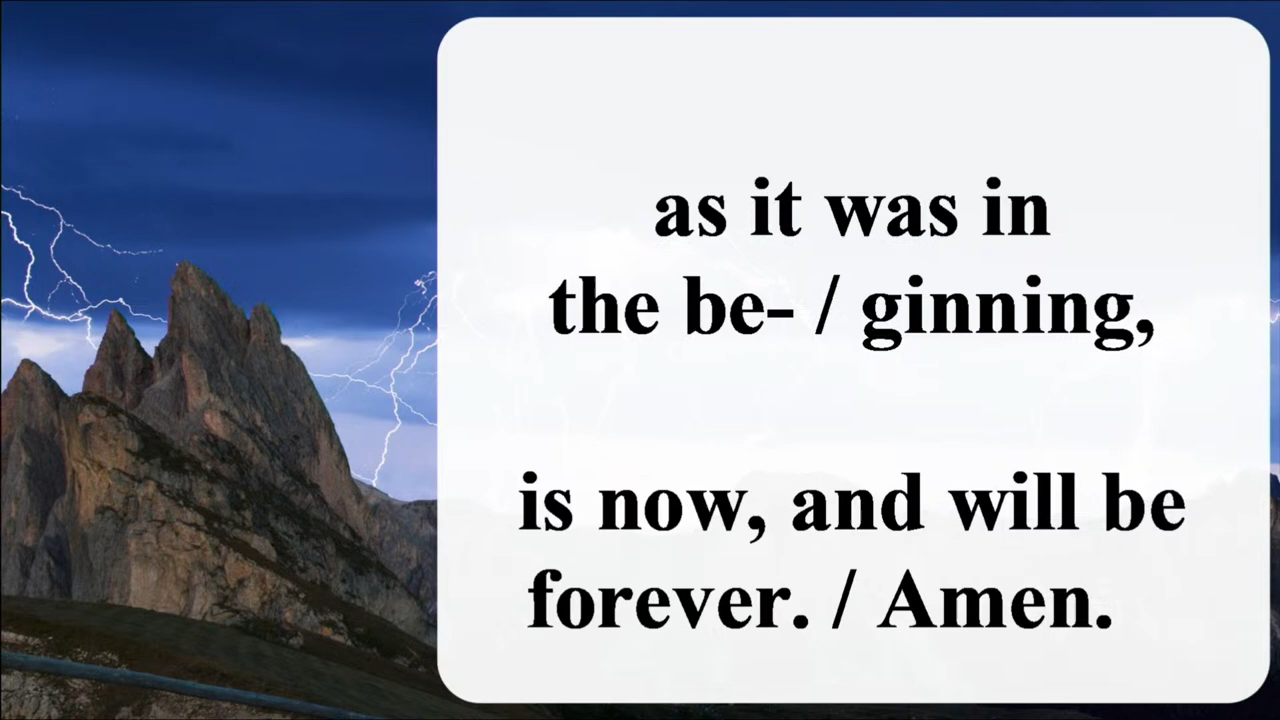 as it was in
the be- / ginning,
is now, and will be
forever. / Amen.